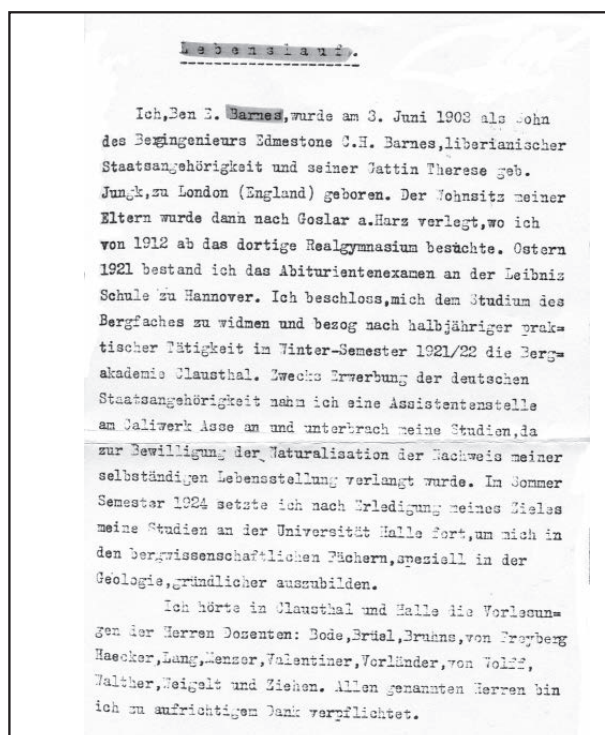 Lebenslauf.
Ich,Ben E. Barnes,wurde am 3. Juni 1902 als Sohn
des Bergingenieurs Edmestone C.H. Barnes,liberianischer
Staatsangehörigkeit und seiner Gattin Therese geb.
Jungk,zu London (England) geboren. Der Wohnsitz meiner
Eltern wurde dann nach Goslar a.Harz verlegt,wo ich
von 1912 ab das dortige Realgymnasium besuchte. Ostern
1921 bestand ich das Abiturientenexamen an der Leibniz
Schule zu Hannover. Ich beschloss,mich dem Studium des
Bergfaches zu widmen und bezog nach halbjähriger prak=
tischer Tätigkeit im Winter-Semester 1921/22 die Berg=
akademie Clausthal. Zwecks Erwerbung der deutschen
Staatsangehörigkeit nahm ich eine Assistentenstelle
am Caliwerk Asse an und unterbrach meine Studien,da
zur Bewilligung der Naturalisation der Nachweis meiner
selbständigen Lebensstellung verlangt wurde. Im Sommer
Semester 1924 setzte ich nach Erledigung meines Zieles
meine Studien an der Universität Halle fort,um mich in
den bergwissenschaftlichen Fächern,speziell in der
Geologie,gründlicher auszubilden.
Ich hörte in Clausthal und Halle die Vorlesun=
gen der Herren Dozenten: Bode,Brüel,Bruhns,von Freyberg
Haecker,Lang,Menzer,Valentiner,Vorländer,von Wolff,
Walther,Weigelt und Ziehen. Allen genannten Herren bin
ich zu aufrichtigem Dank verpflichtet.